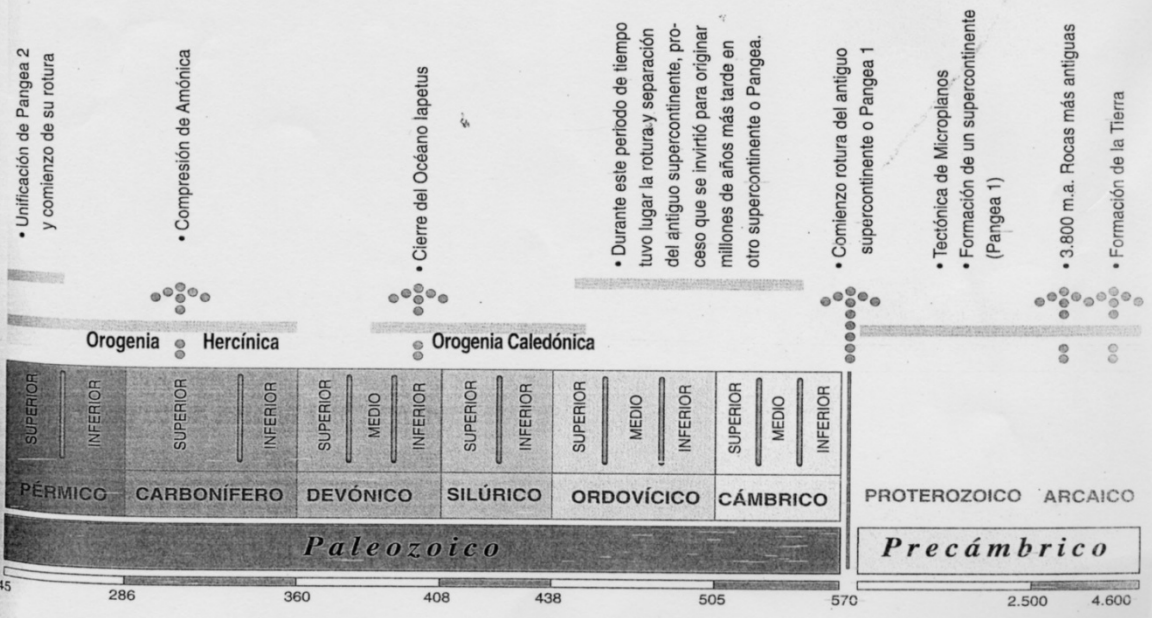 • Unificación de Pangea 2
y comienzo de su rotura
• Compresión de Amónica
• Cierre del Océano Iapetus
• Durante este periodo de tiempo
tuvo lugar la rotura y separación
del antiguo supercontinente, pro-
ceso que se invirtió para originar
millones de años más tarde en
otro supercontinente o Pangea.
• Comienzo rotura del antiguo
supercontinente o Pangea 1
• Tectónica de Microplanos
• Formación de un supercontinente
(Pangea 1)
• 3.800 m.a. Rocas más antiguas
• Formación de la Tierra
Orogenia Hercínica
Orogenia Caledónica
SUPERIOR
INFERIOR
SUPERIOR
INFERIOR
SUPERIOR
MEDIO
INFERIOR
SUPERIOR
INFERIOR
SUPERIOR
MEDIO
INFERIOR
SUPERIOR
MEDIO
INFERIOR
PÉRMICO CARBONÍFERO DEVÓNICO SILÚRICO ORDOVÍCICO CÁMBRICO PROTEROZOICO ARCAICO
Paleozoico Precámbrico
45 286 360 408 438 505 570 2.500 4.600